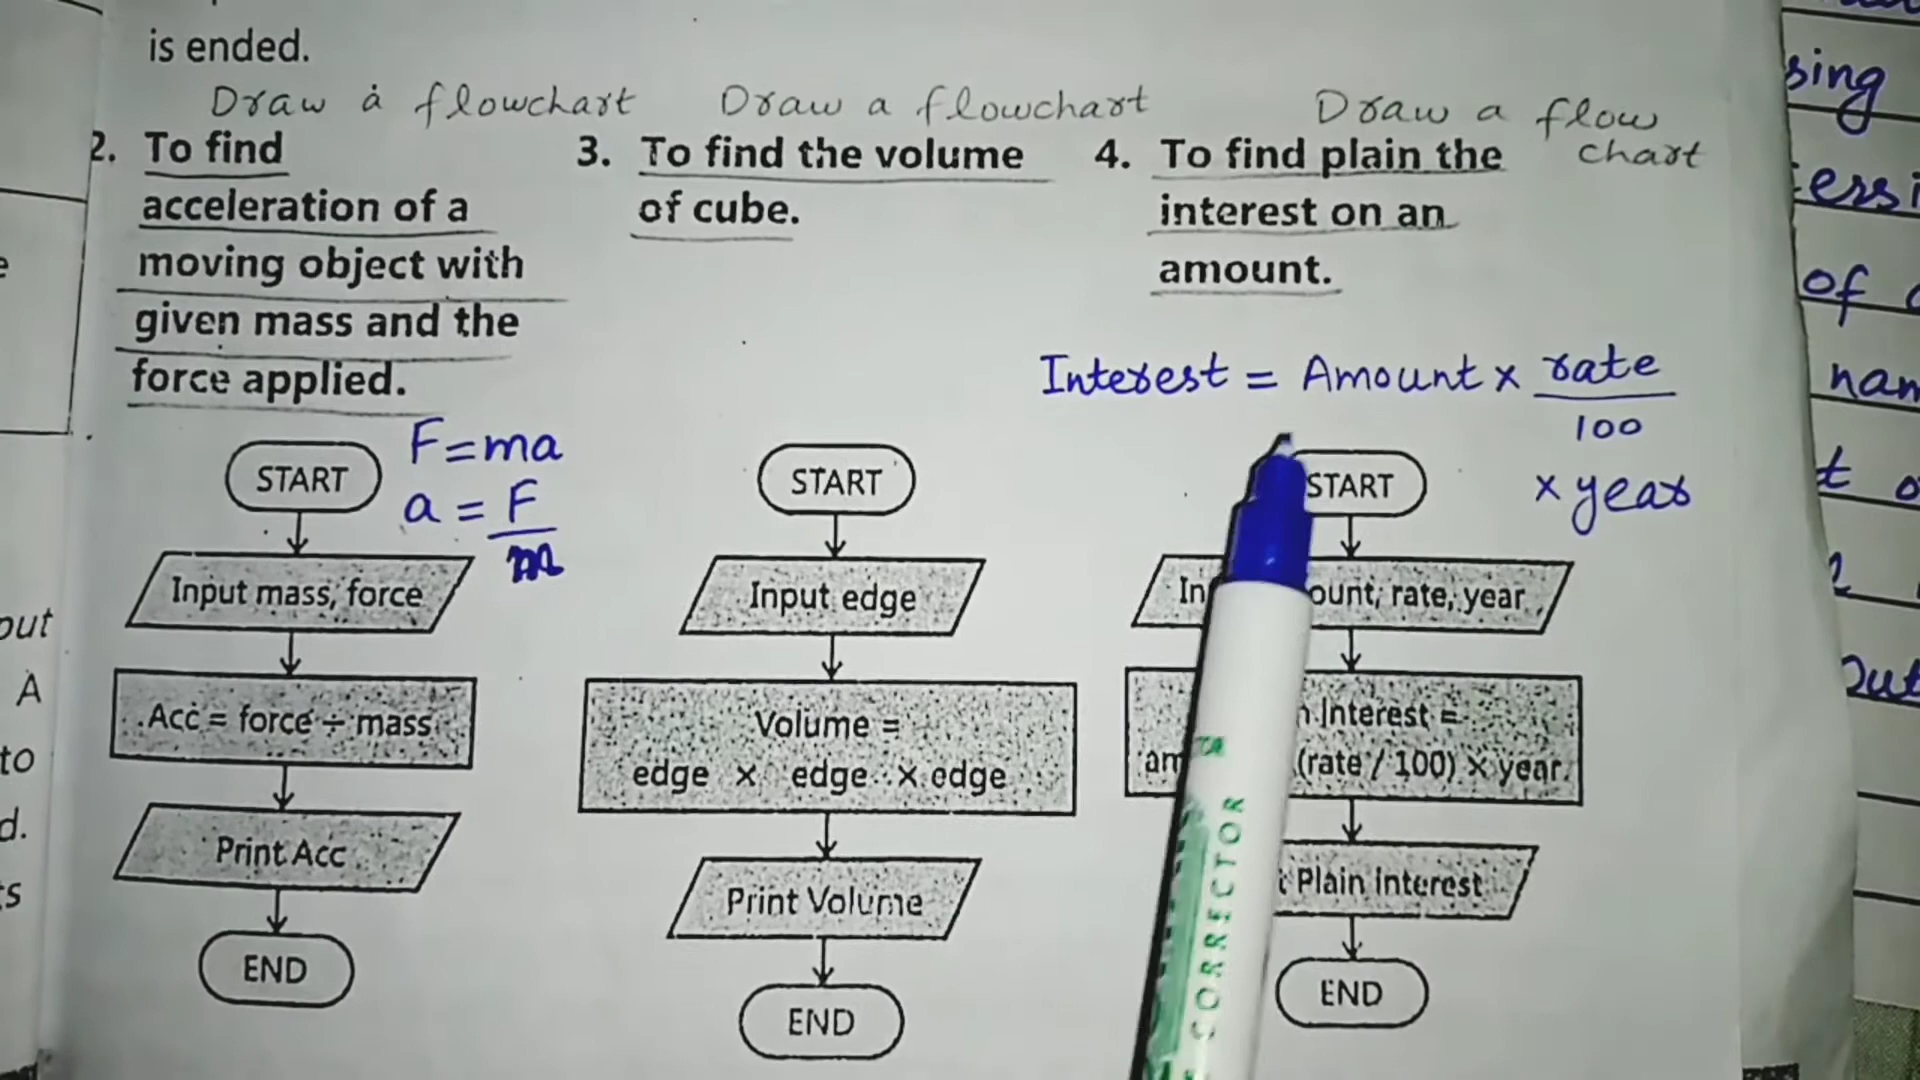 is ended.
Draw a flowchart
2. To find
acceleration of a
moving object with
given mass and the
force applied.
F=ma
a = F
m
START
Input mass, force
Acc = force ÷ mass
Print Acc
END
Draw a flowchart
3. To find the volume
of cube.
START
Input edge
Volume =
edge x edge x edge
Print Volume
END
Draw a flow
chart
4. To find plain the
interest on an
amount.
Interest = Amount x rate
100
x year
START
rate, year
Interest =
(rate / 100) x year
Plain Interest
END
CORRECTOR
out
A
to
d.
sing
of
nam
t
out